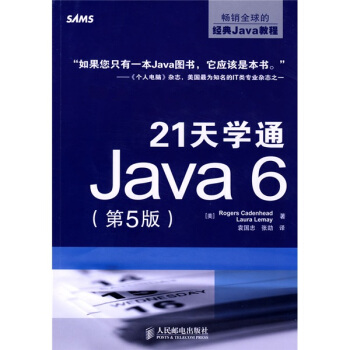 SAMS
畅销全球的
经典Java教程
“如果您只有一本Java图书，它应该是本书。”
——《个人电脑》杂志，美国最为知名的IT类专业杂志之一
21天学通
Java 6
（第5版）
[美] Rogers Cadenhead 著
Laura Lemay
袁国忠 张劼 译
15
WEDNESDAY
16
人民邮电出版社
POSTS & TELECOM PRESS